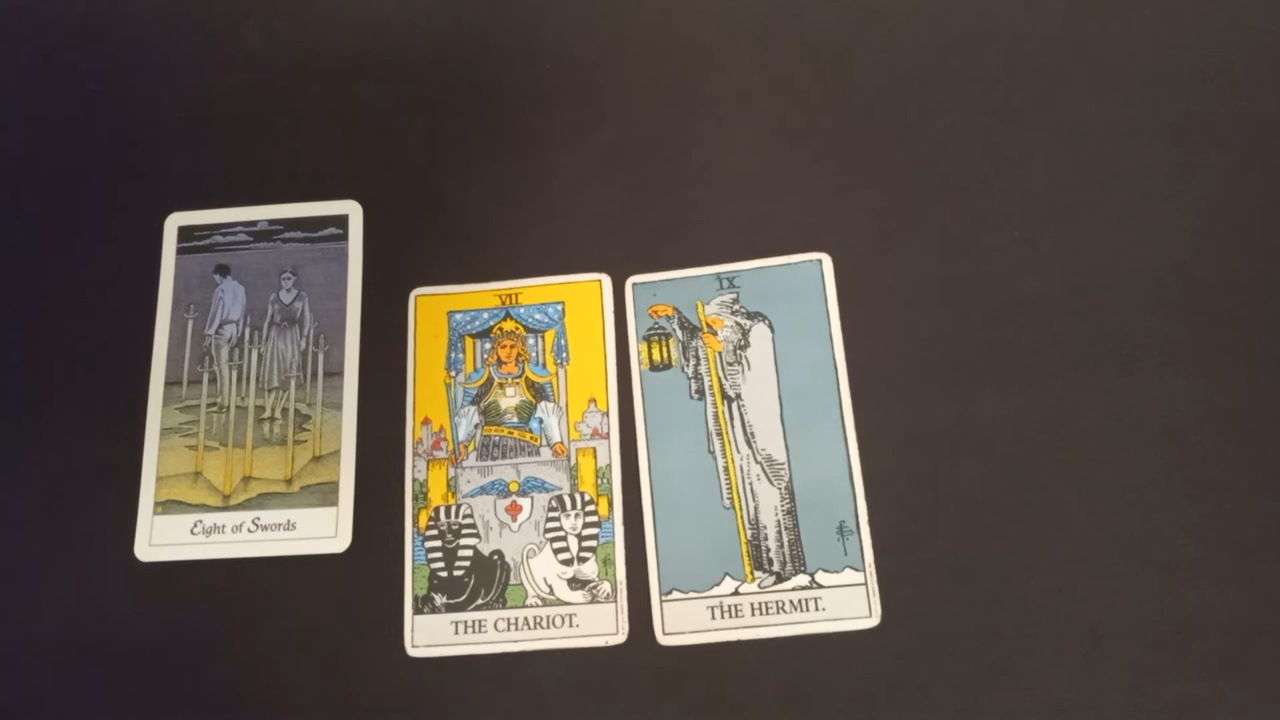 Eight of Swords
VII
THE CHARIOT.
IX
THE HERMIT.